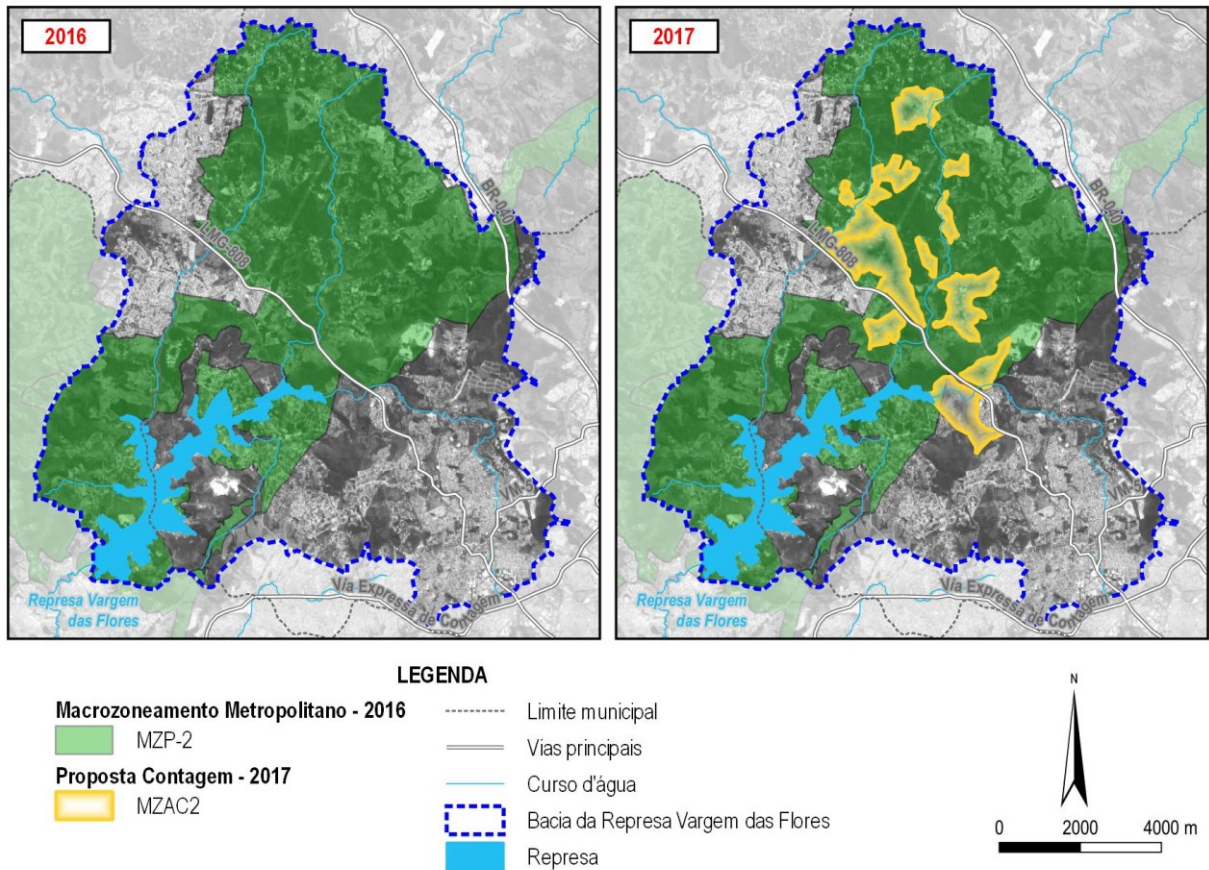 2016
BR-040
LMG-808
Represa Vargem
das Flores
Via Expressa de Contagem
2017
BR-040
LMG-808
Represa Vargem
das Flores
Via Expressa de Contagem
LEGENDA
Macrozoneamento Metropolitano - 2016
MZP-2
Proposta Contagem - 2017
MZAC2
Limite municipal
Vias principais
Curso d'água
Bacia da Represa Vargem das Flores
Represa
N
0 2000 4000 m